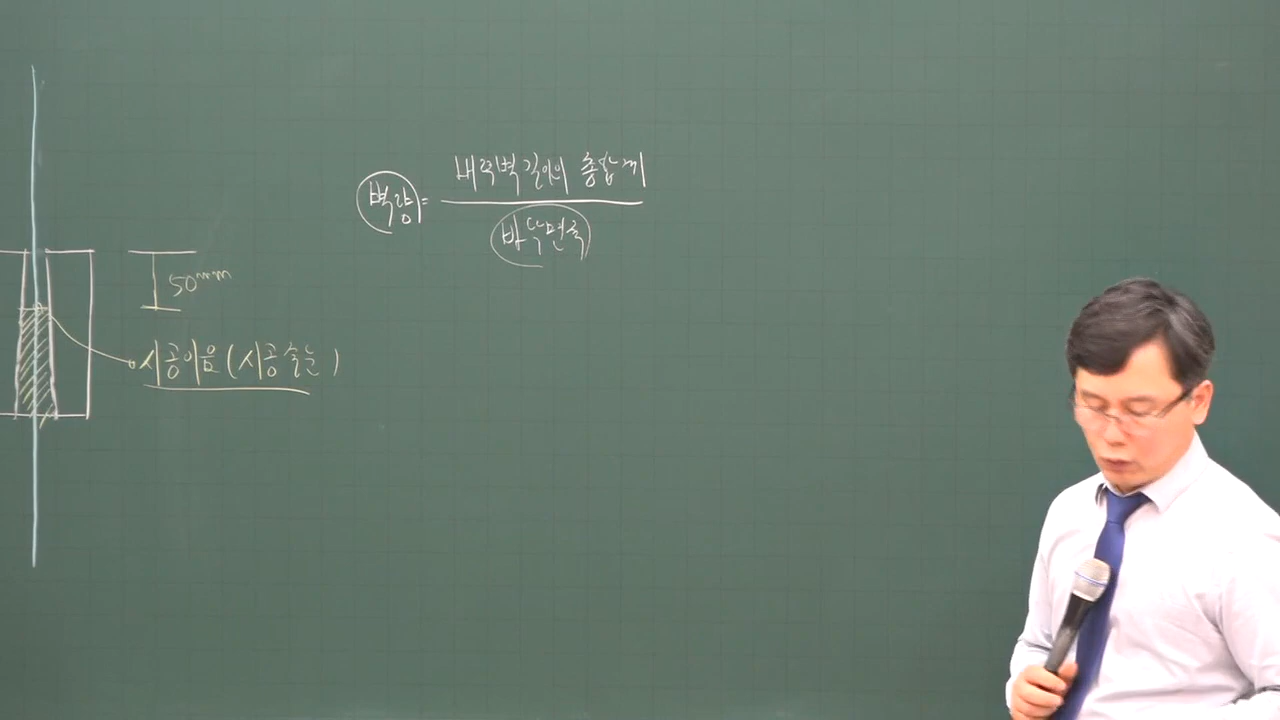 내력벽길이의 총합계
벽량 =
바닥면적
50mm
시공이음(시공줄눈)